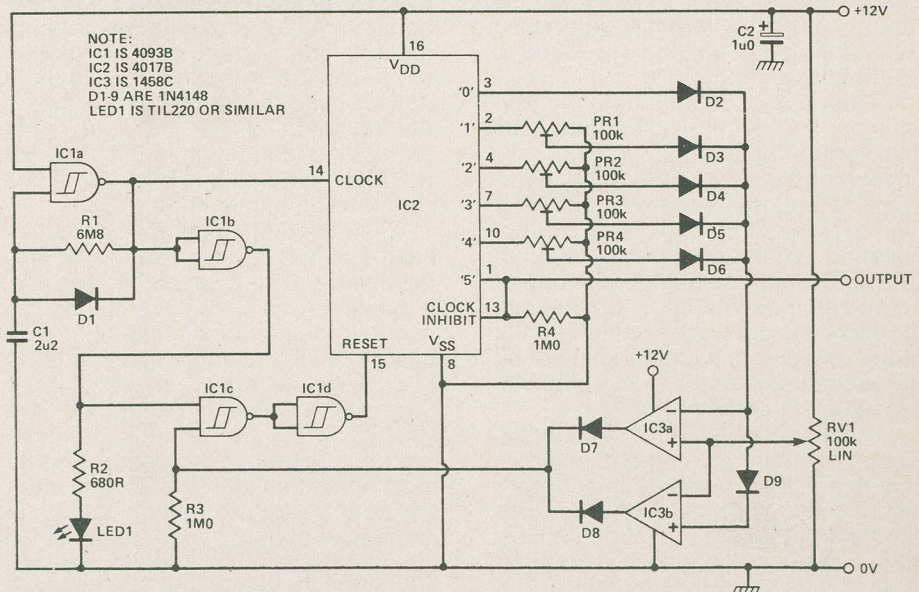 +12V
NOTE:
IC1 IS 4093B
IC2 IS 4017B
IC3 IS 1458C
D1-9 ARE 1N4148
LED1 IS TIL220 OR SIMILAR
C2
1u0
+
16
VDD
'0'
3
D2
'1'
2
PR1
100k
D3
'2'
4
PR2
100k
D4
'3'
7
PR3
100k
D5
'4'
10
PR4
100k
D6
'5'
1
OUTPUT
CLOCK
INHIBIT
13
R4
1M0
14
CLOCK
IC2
RESET
15
VSS
8
IC1a
R1
6M8
D1
C1
2u2
IC1b
IC1c
IC1d
R2
680R
LED1
R3
1M0
+12V
IC3a
-
+
D7
IC3b
-
+
D8
D9
RV1
100k
LIN
0V